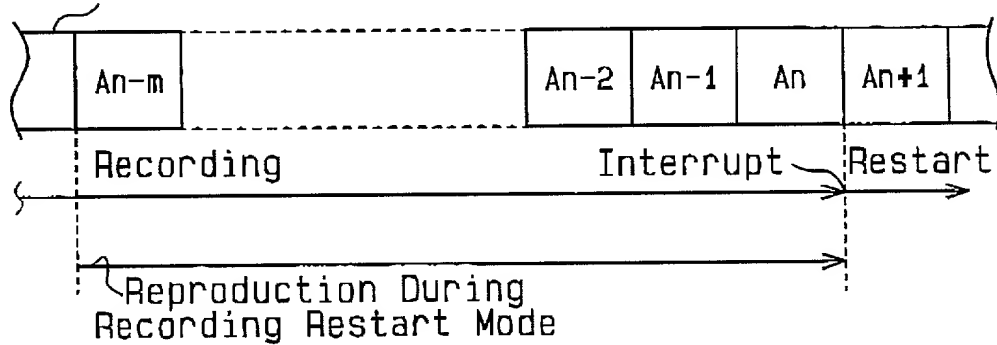 An-m An-2 An-1 An An+1
Recording Interrupt Restart
Reproduction During
Recording Restart Mode